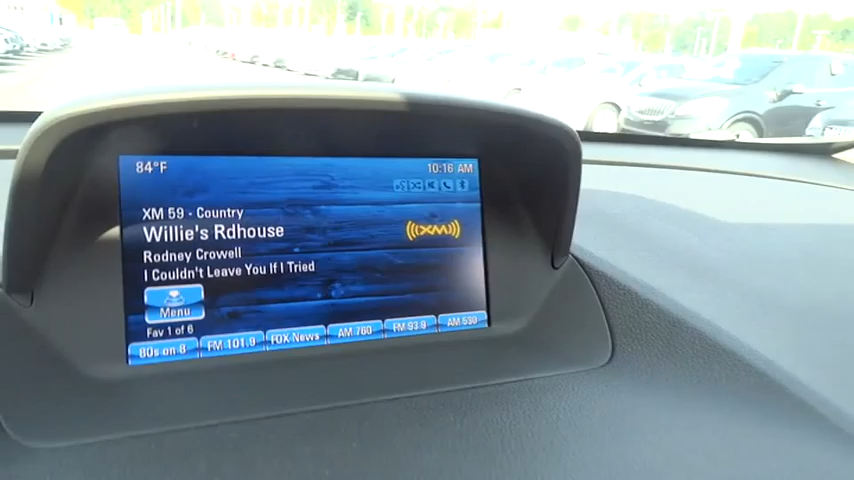 84°F
10:16 AM
XM 59 - Country
Willie's Rdhouse
((XM))
Rodney Crowell
I Couldn't Leave You If I Tried
Menu
Fav 1 of 6
80s on 8 FM 101.9 FOX News AM 760 FM 93.9 AM 530